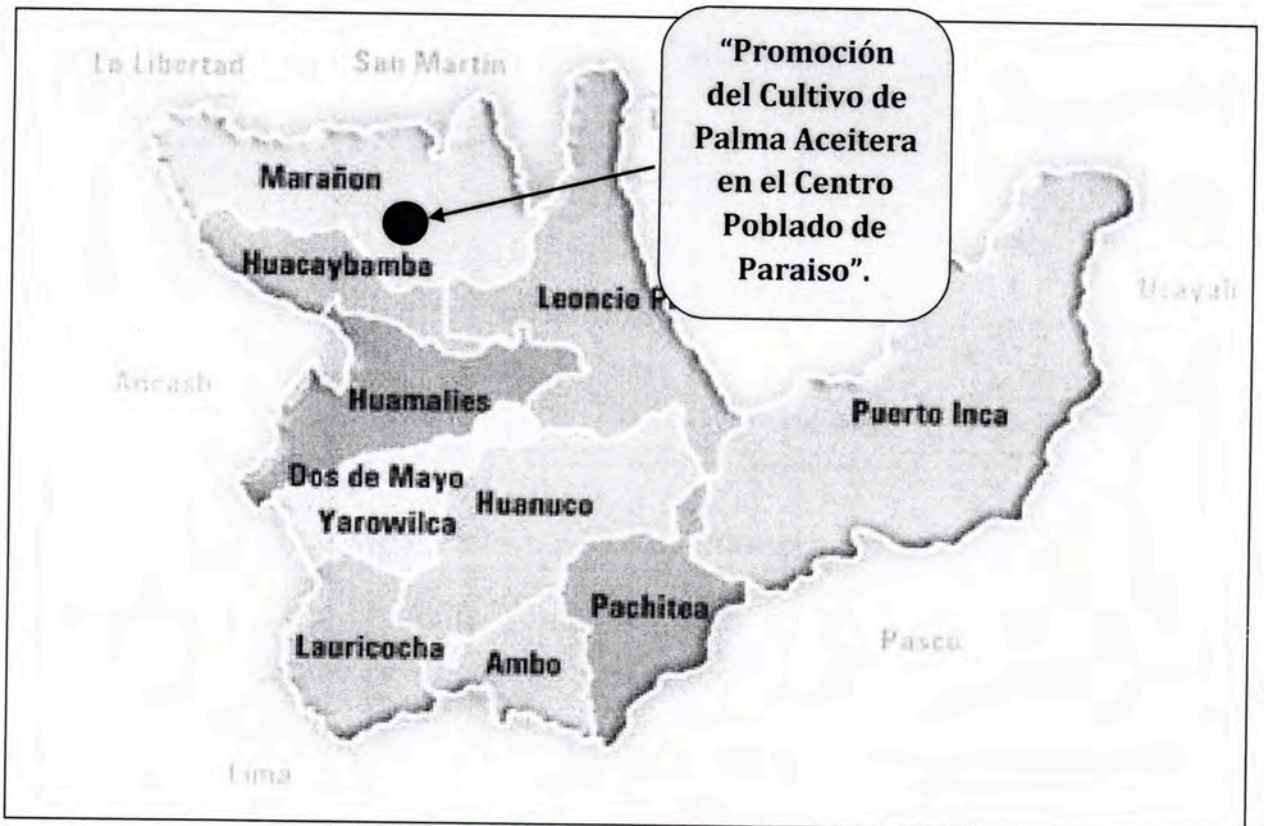 La Libertad
San Martin
“Promoción
del Cultivo de
Palma Aceitera
en el Centro
Poblado de
Paraiso”.
Marañon
Huacaybamba
Leoncio P
Ucayali
Ancash
Huamalies
Puerto Inca
Dos de Mayo
Huanuco
Yarowilca
Pachitea
Lauricocha
Ambo
Pasco
Lima